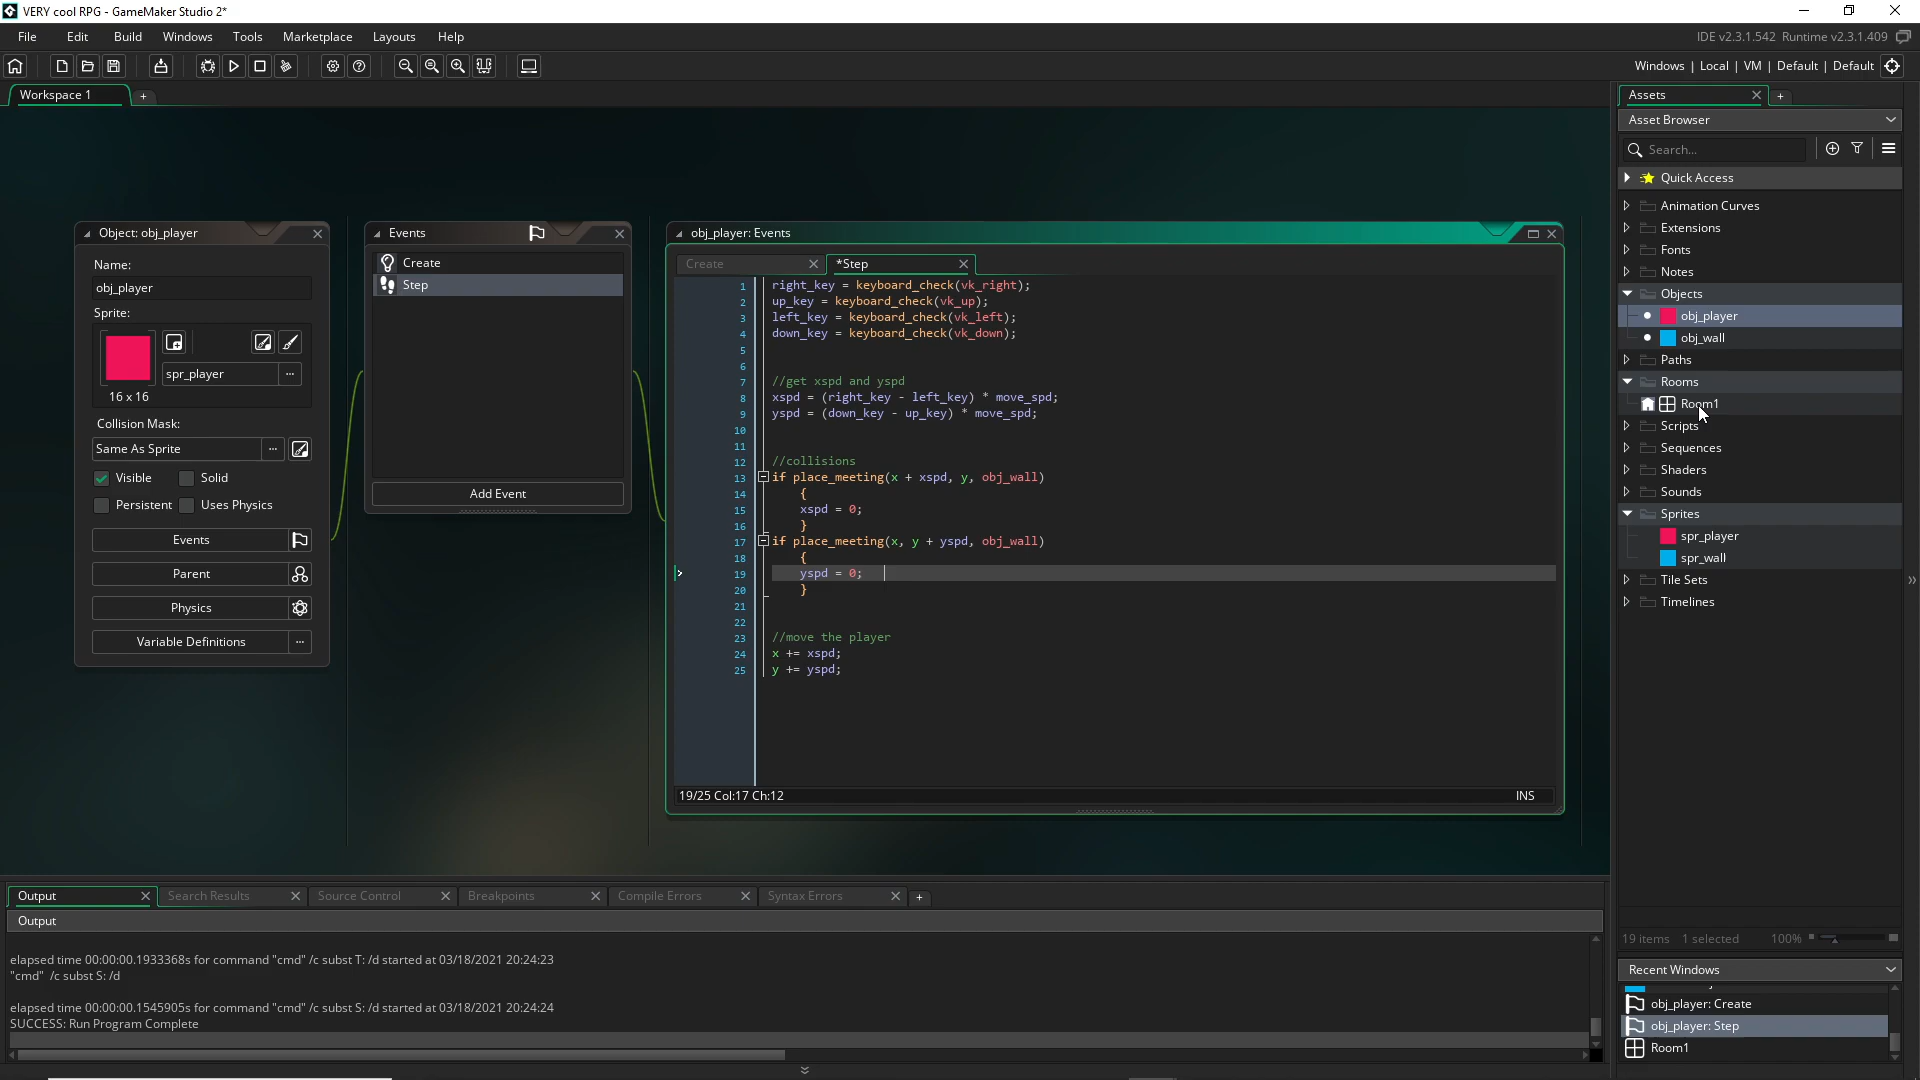 VERY cool RPG - GameMaker Studio 2*
File Edit Build Windows Tools Marketplace Layouts Help
IDE v2.3.1.542 Runtime v2.3.1.409
Windows | Local | VM | Default | Default
Workspace 1 +
Object: obj_player
Name:
obj_player
Sprite:
spr_player
...
16 x 16
Collision Mask:
Same As Sprite
...
Visible Solid
Persistent Uses Physics
Events
Parent
Physics
Variable Definitions ...
Events
Create
Step
Add Event
obj_player: Events
Create *Step
1 right_key = keyboard_check(vk_right);
2 up_key = keyboard_check(vk_up);
3 left_key = keyboard_check(vk_left);
4 down_key = keyboard_check(vk_down);
5
6
7 //get xspd and yspd
8 xspd = (right_key - left_key) * move_spd;
9 yspd = (down_key - up_key) * move_spd;
10
11
12 //collisions
13 if place_meeting(x + xspd, y, obj_wall)
14 {
15 xspd = 0;
16 }
17 if place_meeting(x, y + yspd, obj_wall)
18 {
19 yspd = 0;
20 }
21
22
23 //move the player
24 x += xspd;
25 y += yspd;
19/25 Col:17 Ch:12 INS
Assets +
Asset Browser
Search...
Quick Access
Animation Curves
Extensions
Fonts
Notes
Objects
obj_player
obj_wall
Paths
Rooms
Room1
Scripts
Sequences
Shaders
Sounds
Sprites
spr_player
spr_wall
Tile Sets
Timelines
19 items 1 selected 100%
Recent Windows
obj_player: Create
obj_player: Step
Room1
Output Search Results Source Control Breakpoints Compile Errors Syntax Errors +
Output
elapsed time 00:00:00.1933368s for command "cmd" /c subst T: /d started at 03/18/2021 20:24:23
"cmd" /c subst S: /d
elapsed time 00:00:00.1545905s for command "cmd" /c subst S: /d started at 03/18/2021 20:24:24
SUCCESS: Run Program Complete